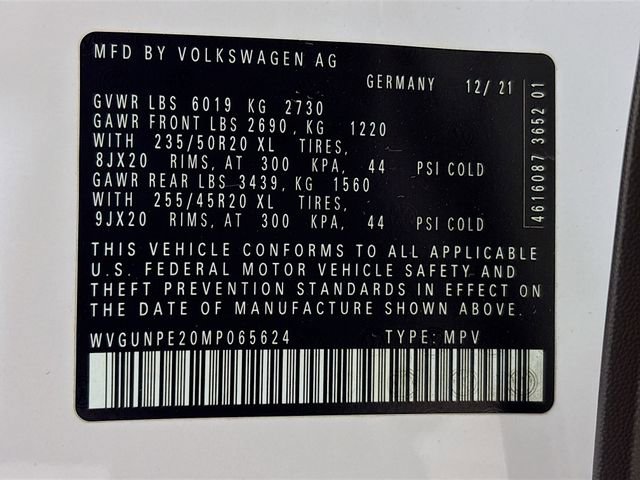 MFD BY VOLKSWAGEN AG
GERMANY 12/21
GVWR LBS 6019 KG 2730
GAWR FRONT LBS 2690, KG 1220
WITH 235/50R20 XL TIRES,
8JX20 RIMS, AT 300 KPA, 44 PSI COLD
GAWR REAR LBS 3439, KG 1560
WITH 255/45R20 XL TIRES,
9JX20 RIMS, AT 300 KPA, 44 PSI COLD
THIS VEHICLE CONFORMS TO ALL APPLICABLE
U.S. FEDERAL MOTOR VEHICLE SAFETY AND
THEFT PREVENTION STANDARDS IN EFFECT ON
THE DATE OF MANUFACTURE SHOWN ABOVE.
WVGUNPE20MP065624 TYPE: MPV
4616087 3652 01